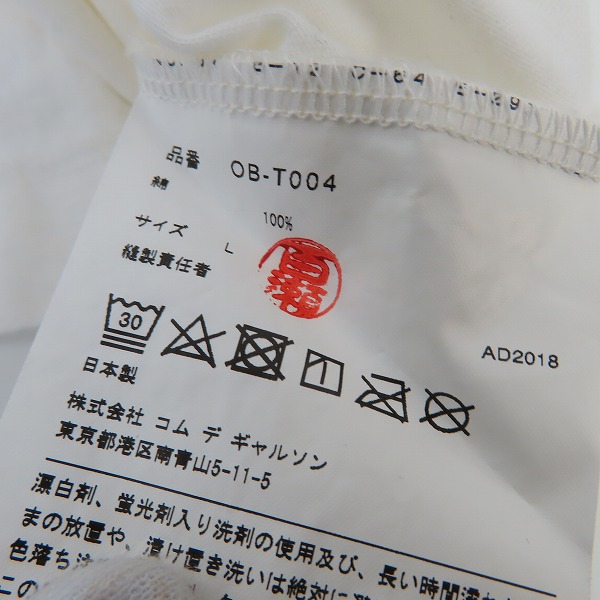 品番 OB-T004
綿 100%
サイズ L
縫製責任者 百瀬
30
AD2018
日本製
株式会社 コム デ ギャルソン
東京都港区南青山5-11-5
漂白剤、蛍光剤入り洗剤の使用及び、長い時間濡れた
まの放置や、漬け置き洗いは絶対に
色落ち
この